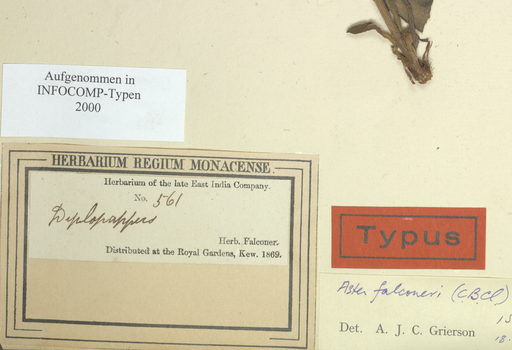 Aufgenommen in
INFOCOMP-Typen
2000
HERBARIUM REGIUM MONACENSE.
Herbarium of the late East India Company.
No. 561
Diplopappus
Herb. Falconer.
Distributed at the Royal Gardens, Kew. 1869.
Typus
Aster falconeri (C.B.Cl)
Det. A. J. C. Grierson